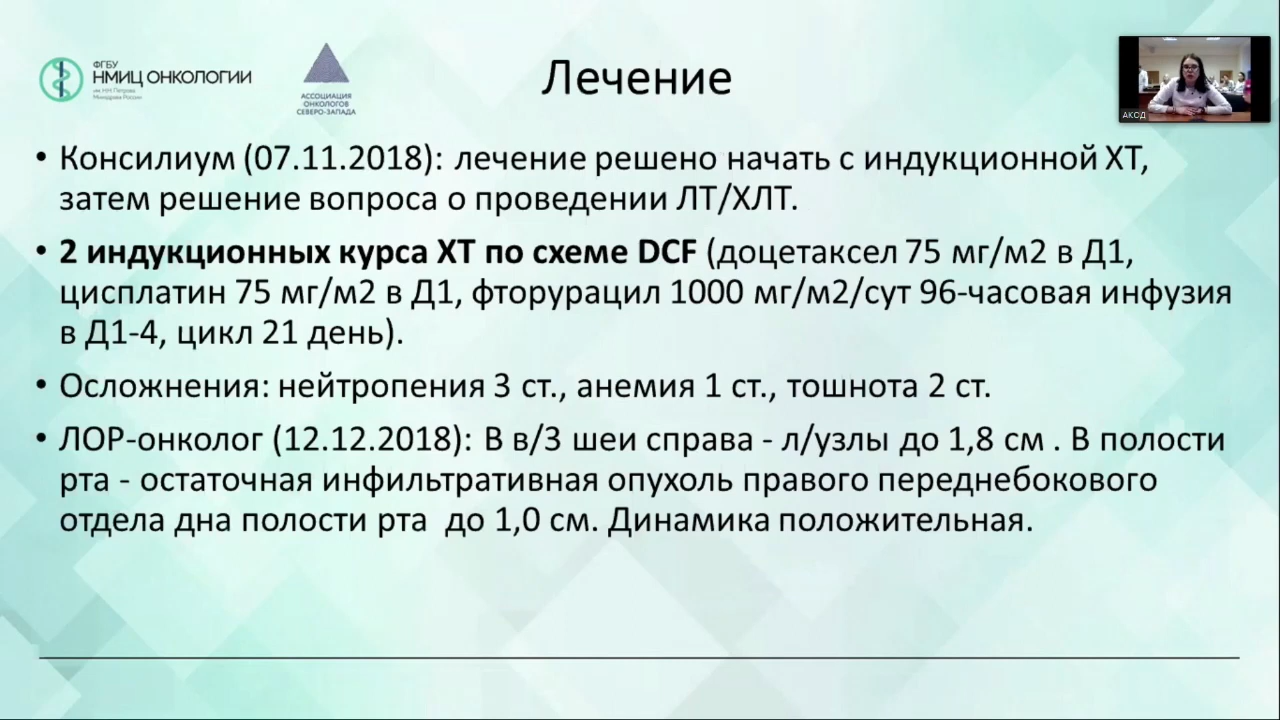 ФГБУ
НМИЦ ОНКОЛОГИИ
им. Н.Н. Петрова
Минздрава России
АССОЦИАЦИЯ
ОНКОЛОГОВ
СЕВЕРО-ЗАПАДА
Лечение
АКОД
• Консилиум (07.11.2018): лечение решено начать с индукционной ХТ,
затем решение вопроса о проведении ЛТ/ХЛТ.
• 2 индукционных курса ХТ по схеме DCF (доцетаксел 75 мг/м2 в Д1,
цисплатин 75 мг/м2 в Д1, фторурацил 1000 мг/м2/сут 96-часовая инфузия
в Д1-4, цикл 21 день).
• Осложнения: нейтропения 3 ст., анемия 1 ст., тошнота 2 ст.
• ЛОР-онколог (12.12.2018): В в/3 шеи справа - л/узлы до 1,8 см . В полости
рта - остаточная инфильтративная опухоль правого переднебокового
отдела дна полости рта  до 1,0 см. Динамика положительная.